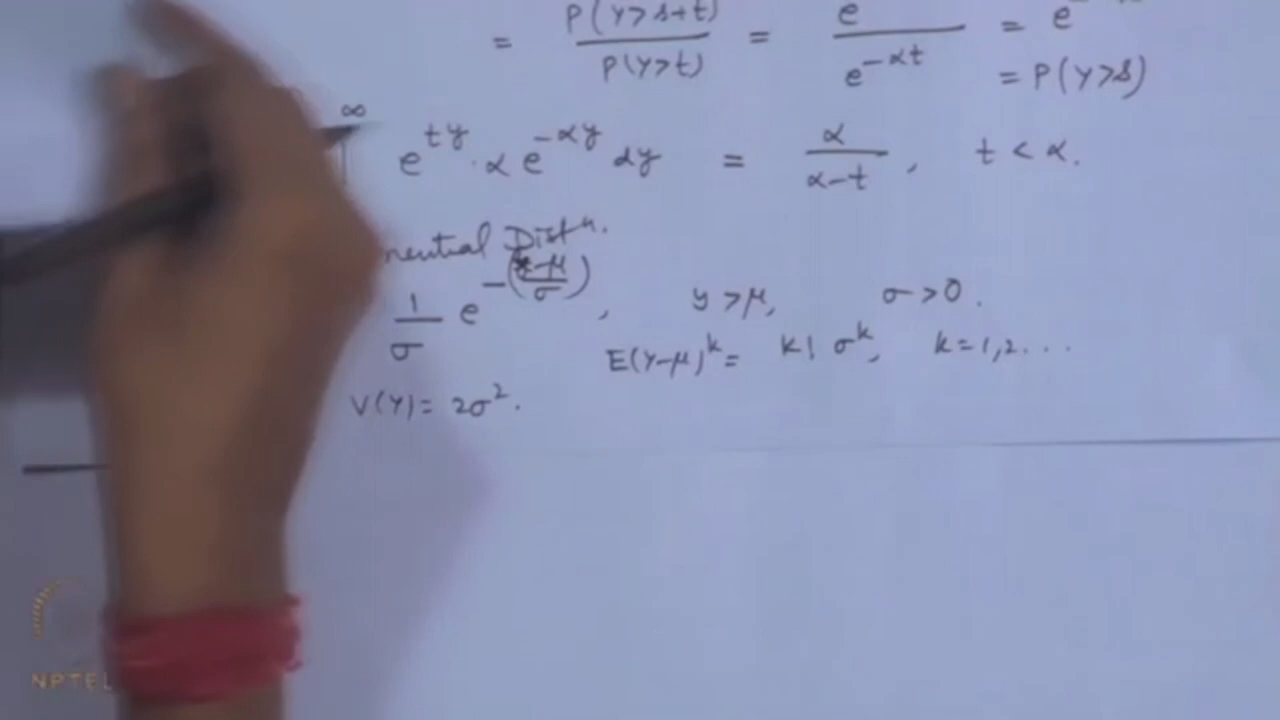 = P(Y>s+t) / P(Y>t) = e / e^{-αt} = e
= P(Y>s)
∞ e^{ty} · α e^{-αy} dy = α/(α-t), t < α.
nential Distn.
1/σ e^{-((y-μ)/σ)}, y > μ, σ > 0.
E(Y-μ)^k = k! σ^k, k = 1, 2 ...
V(Y) = 2σ².
NPTEL